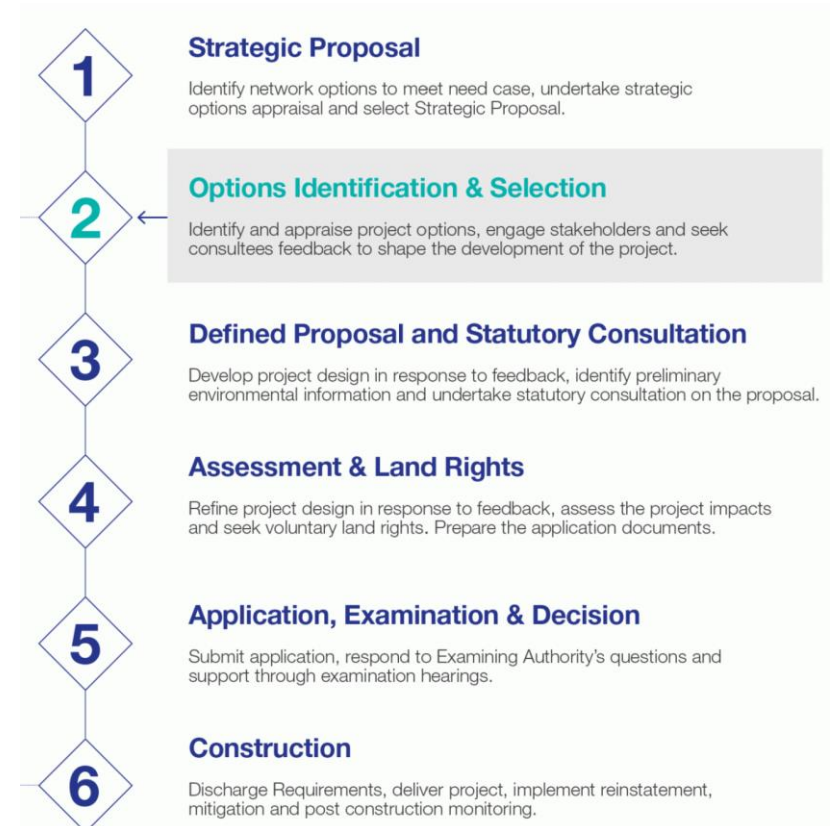 1
Strategic Proposal
Identify network options to meet need case, undertake strategic
options appraisal and select Strategic Proposal.
2
Options Identification & Selection
Identify and appraise project options, engage stakeholders and seek
consultees feedback to shape the development of the project.
3
Defined Proposal and Statutory Consultation
Develop project design in response to feedback, identify preliminary
environmental information and undertake statutory consultation on the proposal.
4
Assessment & Land Rights
Refine project design in response to feedback, assess the project impacts
and seek voluntary land rights. Prepare the application documents.
5
Application, Examination & Decision
Submit application, respond to Examining Authority's questions and
support through examination hearings.
6
Construction
Discharge Requirements, deliver project, implement reinstatement,
mitigation and post construction monitoring.